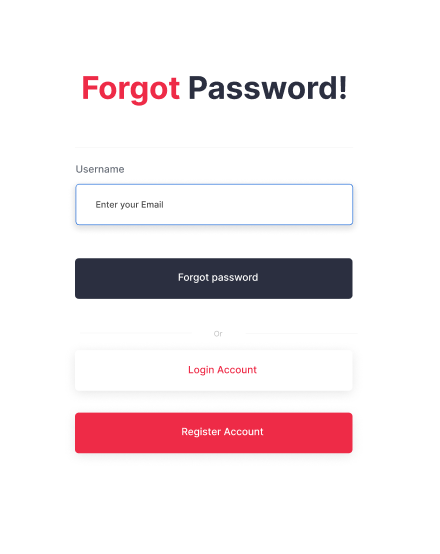 Forgot Password!
Username
Enter your Email
Forgot password
Or
Login Account
Register Account